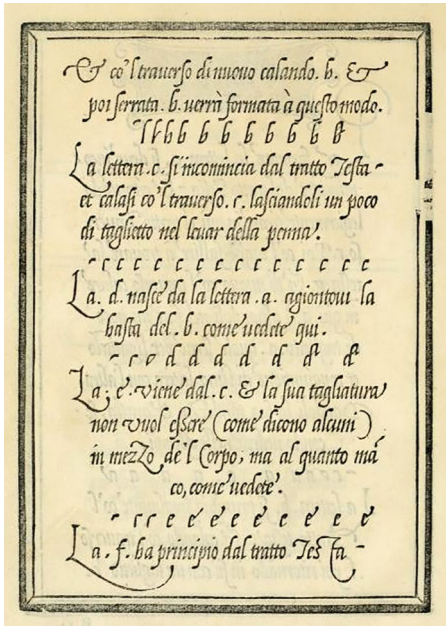 & co'l trauerso di nuouo calando. b. &
poi serrata. b. verrà formata à questo modo.
l b b b b b b b b b b
La lettera. c. si incomincia dal tratto Testa-
et calasi co'l trauerso. c. lasciandoli un poco
di taglietto nel leuar della penna.
- r c c c c c c c c c c c
La. d. nasce da la lettera. a. agiontoui la
hasta del. b. come uedete qui.
- c o d d d d d d d
La. e. viene dal. c. & la sua tagliatura
non vuol essere (come dicono alcuni)
in mezzo de'l Corpo, ma al quanto mā
co, come uedete.
- r c e e e e e e e e
La. f. ha principio dal tratto Testa-